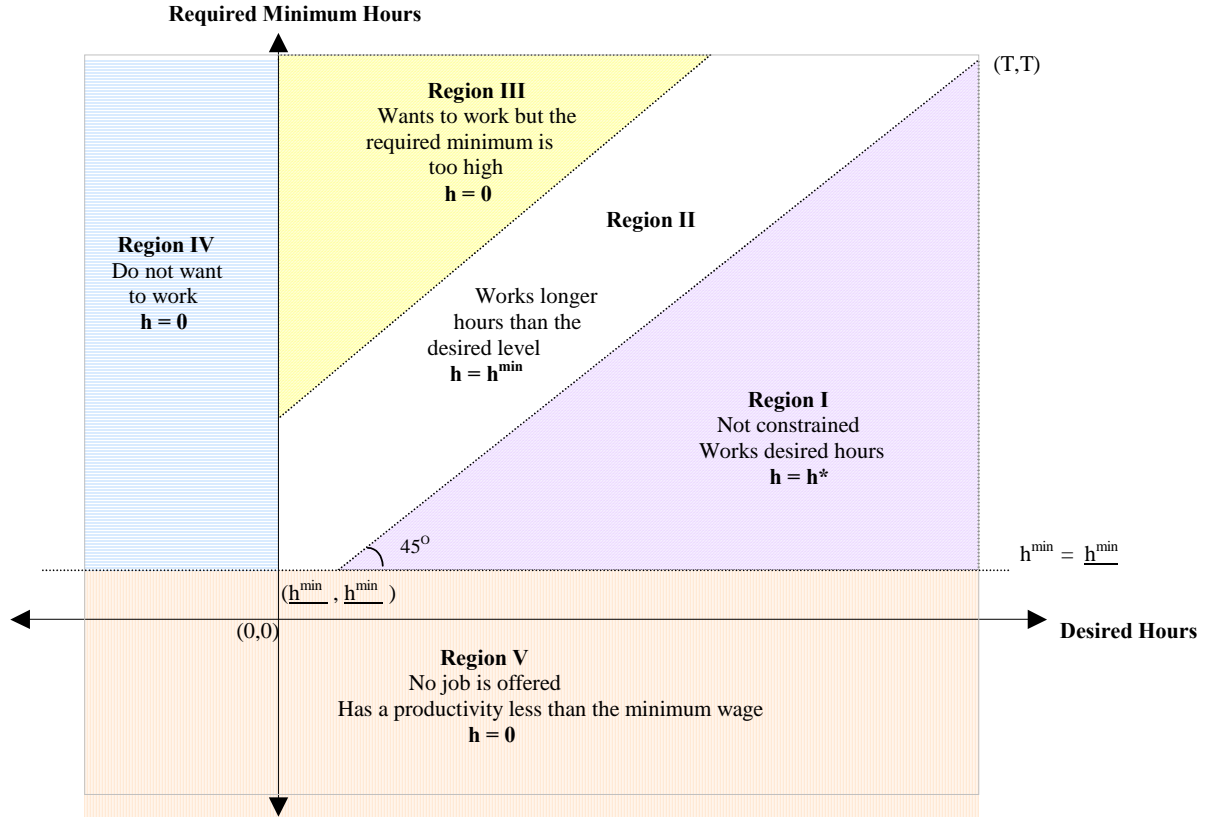 Required Minimum Hours
(T,T)
Region III
Wants to work but the
required minimum is
too high
h = 0
Region II
Region IV
Do not want
to work
h = 0
Works longer
hours than the
desired level
h = h^min
Region I
Not constrained
Works desired hours
h = h*
45^O
h^min = h^min
(h^min , h^min )
(0,0)
Desired Hours
Region V
No job is offered
Has a productivity less than the minimum wage
h = 0